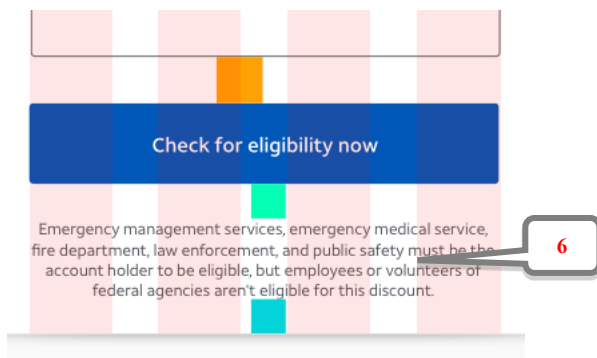 Check for eligibility now
Emergency management services, emergency medical service,
fire department, law enforcement, and public safety must be the
account holder to be eligible, but employees or volunteers of
federal agencies aren't eligible for this discount.
6